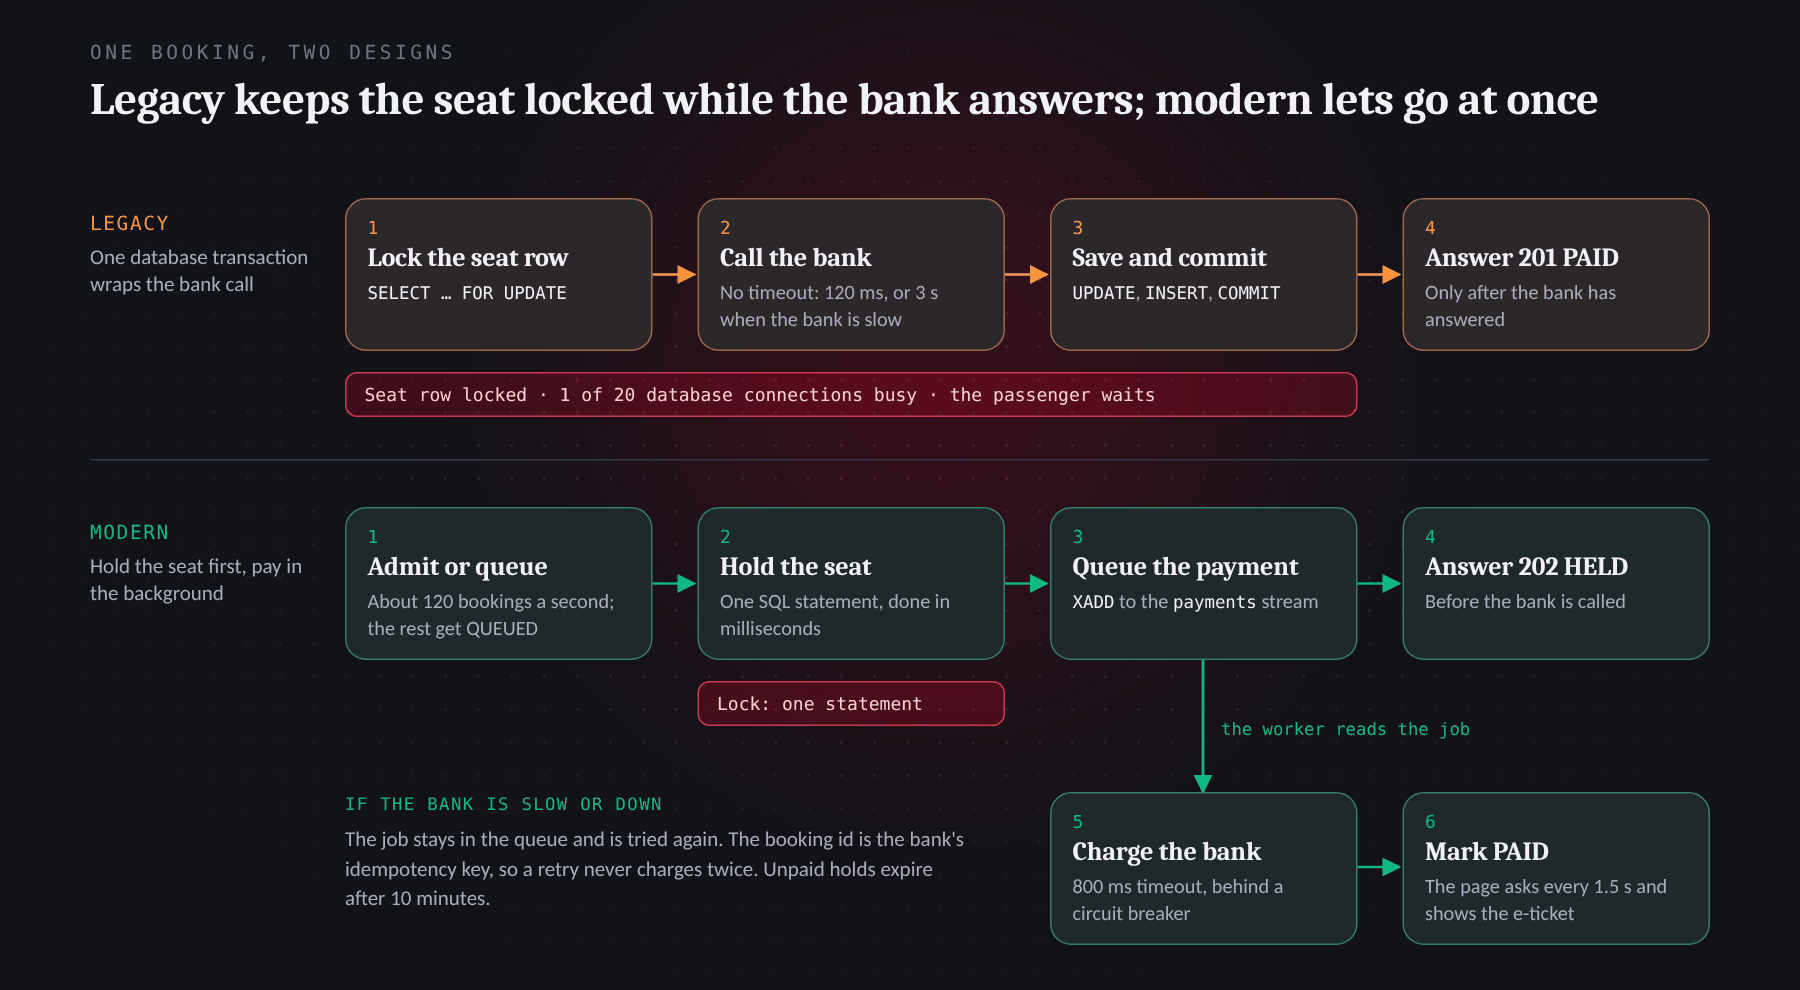 ONE BOOKING, TWO DESIGNS
Legacy keeps the seat locked while the bank answers; modern lets go at once
LEGACY
One database transaction
wraps the bank call
1
Lock the seat row
SELECT … FOR UPDATE
2
Call the bank
No timeout: 120 ms, or 3 s
when the bank is slow
3
Save and commit
UPDATE, INSERT, COMMIT
4
Answer 201 PAID
Only after the bank has
answered
Seat row locked · 1 of 20 database connections busy · the passenger waits
MODERN
Hold the seat first, pay in
the background
1
Admit or queue
About 120 bookings a second;
the rest get QUEUED
2
Hold the seat
One SQL statement, done in
milliseconds
3
Queue the payment
XADD to the payments stream
4
Answer 202 HELD
Before the bank is called
Lock: one statement
the worker reads the job
IF THE BANK IS SLOW OR DOWN
The job stays in the queue and is tried again. The booking id is the bank's
idempotency key, so a retry never charges twice. Unpaid holds expire
after 10 minutes.
5
Charge the bank
800 ms timeout, behind a
circuit breaker
6
Mark PAID
The page asks every 1.5 s and
shows the e-ticket